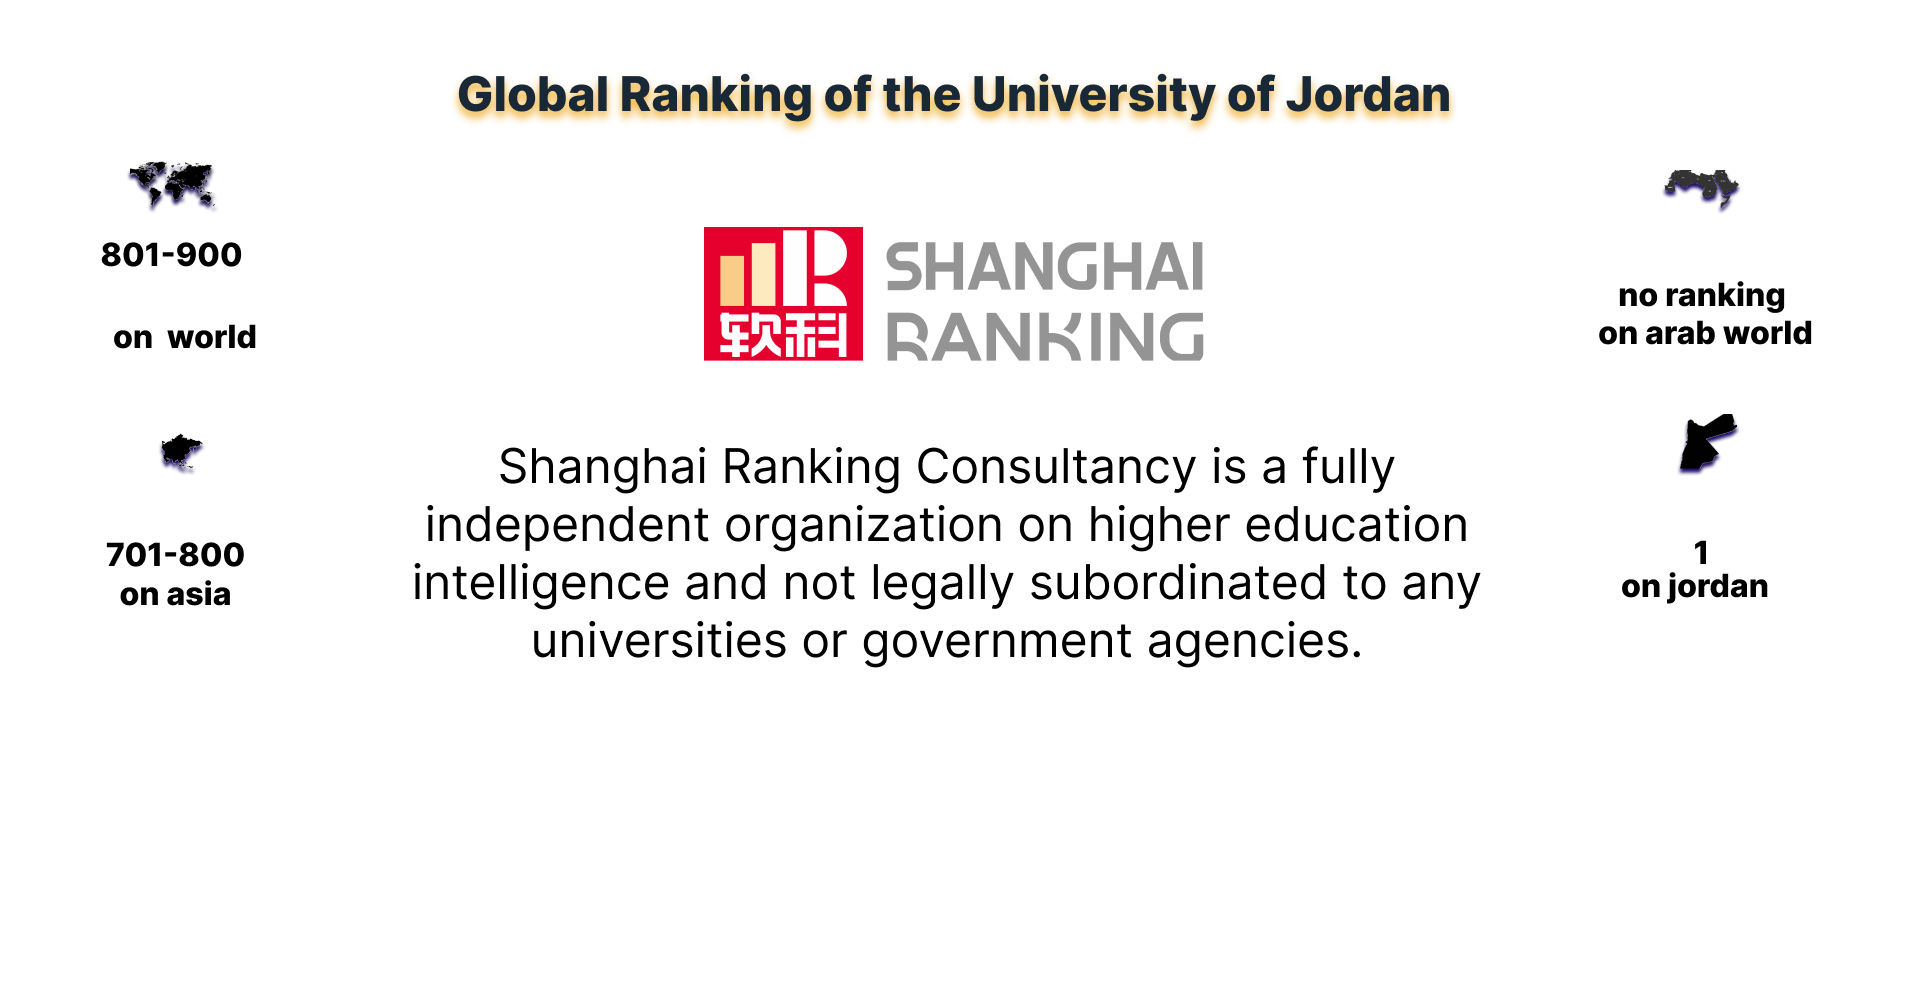 Global Ranking of the University of Jordan
801-900
on world
701-800
on asia
软科
SHANGHAI
RANKING
Shanghai Ranking Consultancy is a fully
independent organization on higher education
intelligence and not legally subordinated to any
universities or government agencies.
no ranking
on arab world
1
on jordan